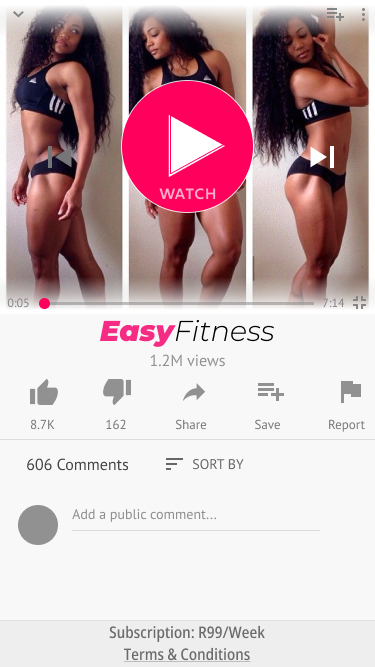 WATCH
0:05 7:14
EasyFitness
1.2M views
8.7K 162 Share Save Report
606 Comments SORT BY
Add a public comment...
Subscription: R99/Week
Terms & Conditions